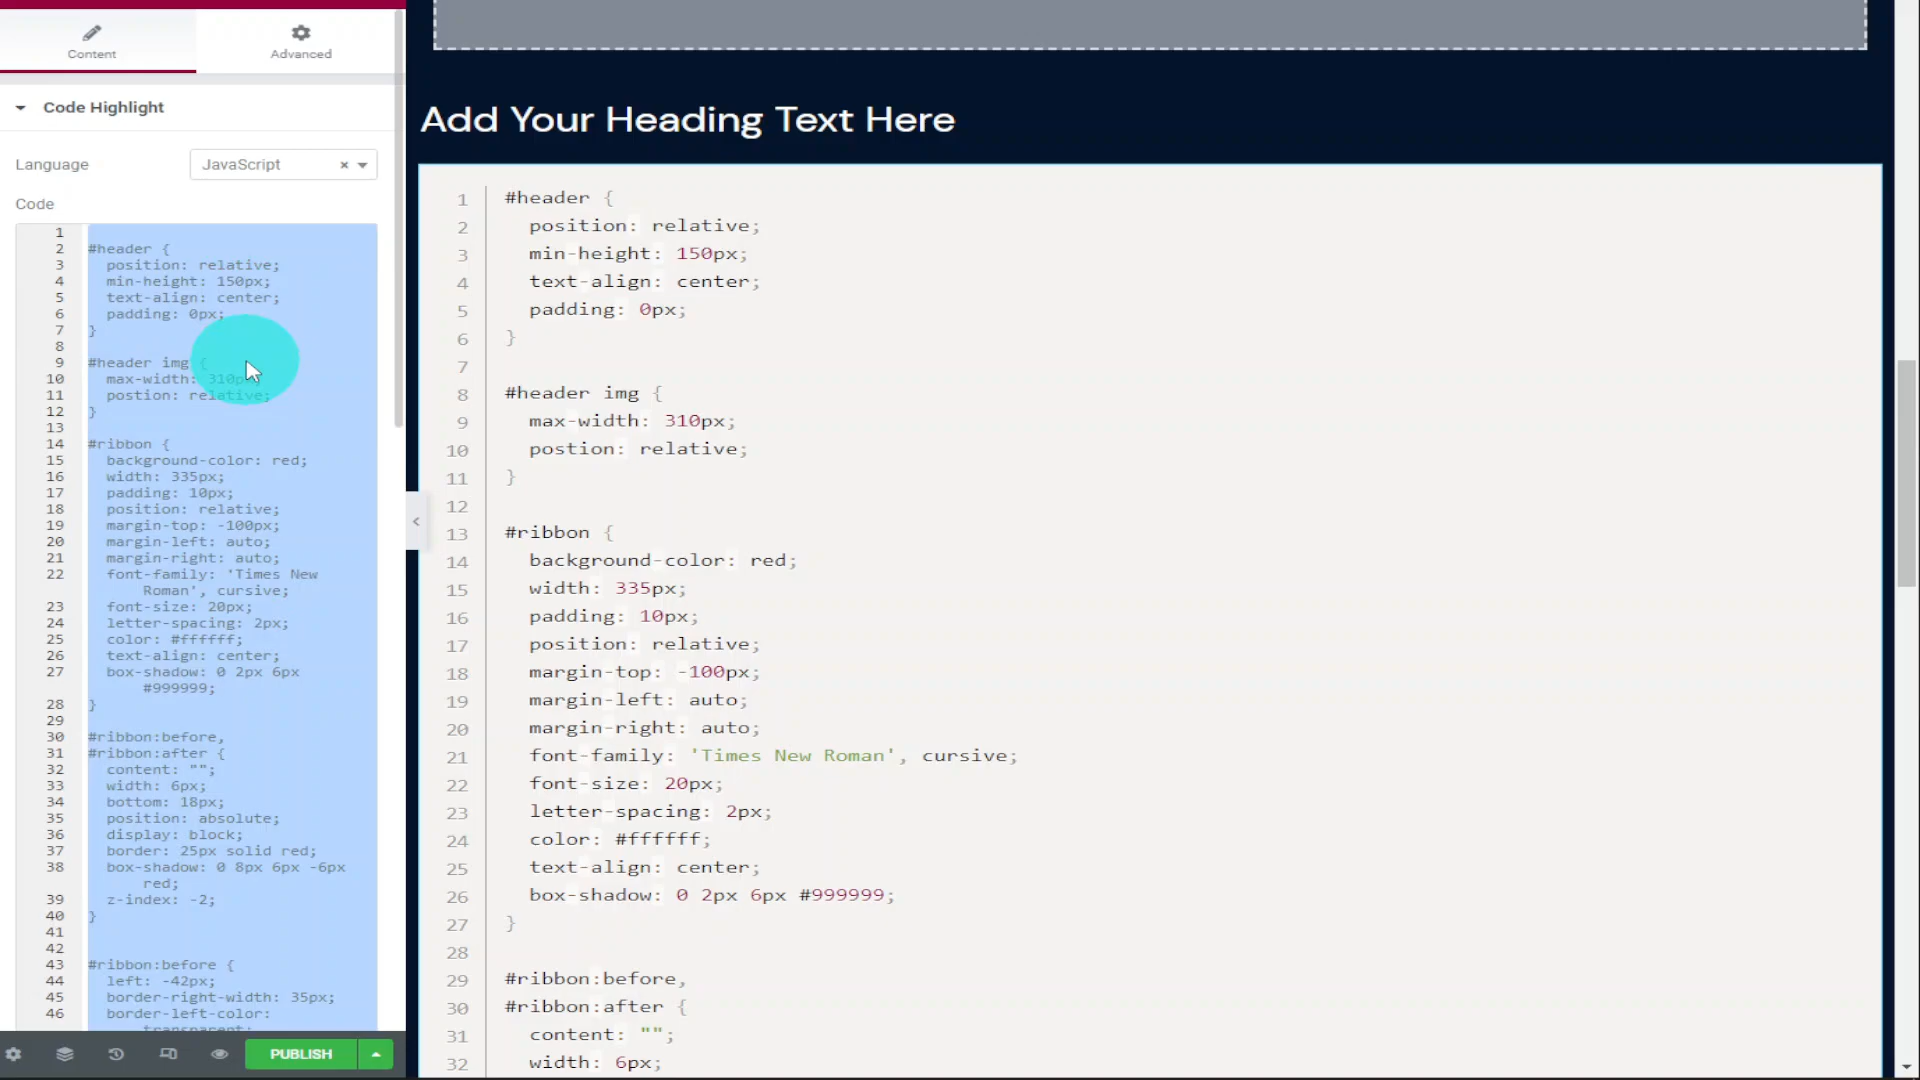 Content
Advanced
Code Highlight
Language
JavaScript
Code
1
2 #header {
3 position: relative;
4 min-height: 150px;
5 text-align: center;
6 padding: 0px;
7 }
8
9 #header img {
10 max-width: 310px;
11 postion: relative;
12 }
13
14 #ribbon {
15 background-color: red;
16 width: 335px;
17 padding: 10px;
18 position: relative;
19 margin-top: -100px;
20 margin-left: auto;
21 margin-right: auto;
22 font-family: 'Times New
Roman', cursive;
23 font-size: 20px;
24 letter-spacing: 2px;
25 color: #ffffff;
26 text-align: center;
27 box-shadow: 0 2px 6px
#999999;
28 }
29
30 #ribbon:before,
31 #ribbon:after {
32 content: "";
33 width: 6px;
34 bottom: 18px;
35 position: absolute;
36 display: block;
37 border: 25px solid red;
38 box-shadow: 0 8px 6px -6px
red;
39 z-index: -2;
40 }
41
42
43 #ribbon:before {
44 left: -42px;
45 border-right-width: 35px;
46 border-left-color:
transparent;
PUBLISH
Add Your Heading Text Here
1 #header {
2 position: relative;
3 min-height: 150px;
4 text-align: center;
5 padding: 0px;
6 }
7
8 #header img {
9 max-width: 310px;
10 postion: relative;
11 }
12
13 #ribbon {
14 background-color: red;
15 width: 335px;
16 padding: 10px;
17 position: relative;
18 margin-top: -100px;
19 margin-left: auto;
20 margin-right: auto;
21 font-family: 'Times New Roman', cursive;
22 font-size: 20px;
23 letter-spacing: 2px;
24 color: #ffffff;
25 text-align: center;
26 box-shadow: 0 2px 6px #999999;
27 }
28
29 #ribbon:before,
30 #ribbon:after {
31 content: "";
32 width: 6px;